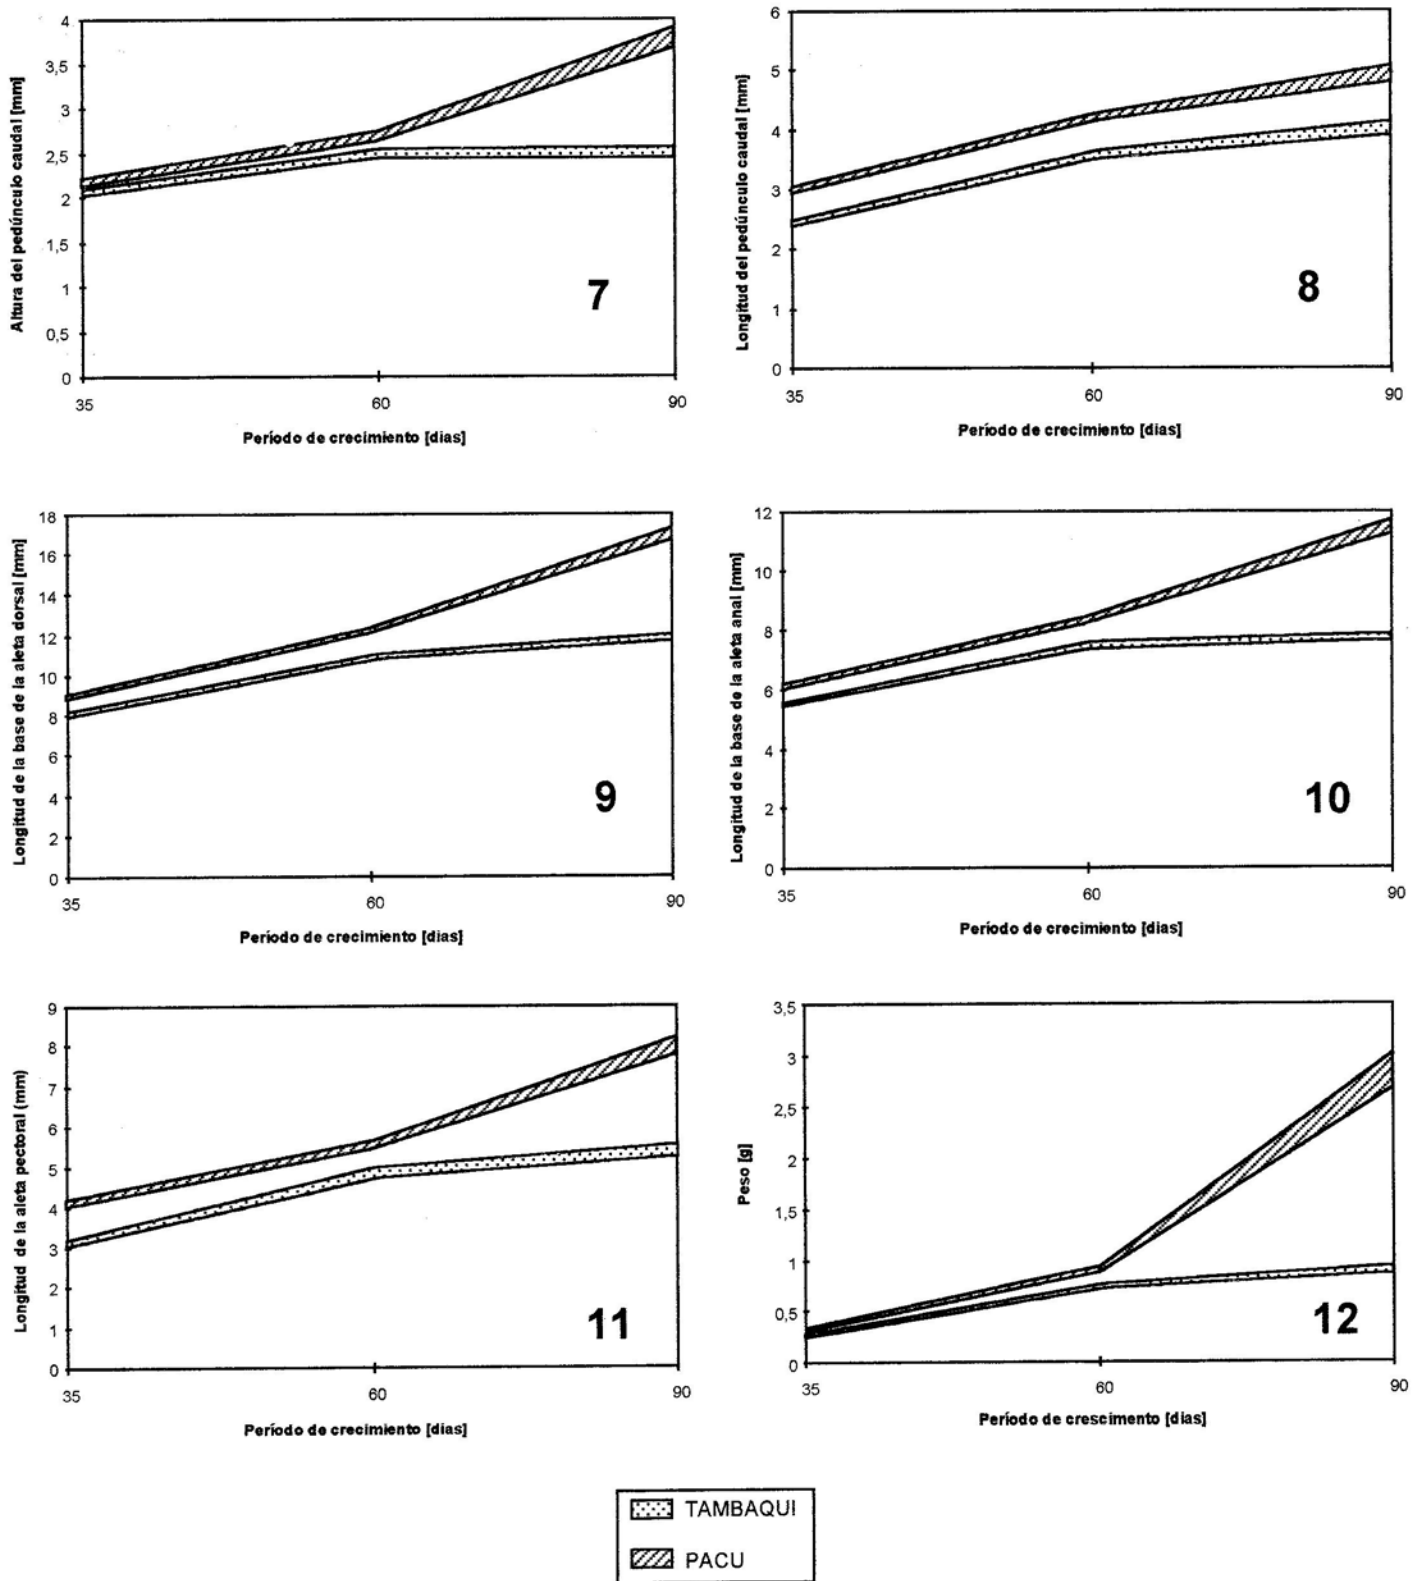 4
3,5
3
2,5
2
1,5
1
0,5
0
Altura del pedúnculo caudal [mm]
7
35 60 90
Período de crecimiento [dias]
6
5
4
3
2
1
0
Longitud del pedúnculo caudal [mm]
8
35 60 90
Período de crecimiento [dias]
18
16
14
12
10
8
6
4
2
0
Longitud de la base de la aleta dorsal [mm]
9
35 60 90
Período de crecimiento [dias]
12
10
8
6
4
2
0
Longitud de la base de la aleta anal [mm]
10
35 60 90
Período de crecimiento [dias]
9
8
7
6
5
4
3
2
1
0
Longitud de la aleta pectoral (mm)
11
35 60 90
Período de crecimiento [dias]
3,5
3
2,5
2
1,5
1
0,5
0
Peso [g]
12
35 60 90
Período de crescimento [dias]
TAMBAQUI
PACU